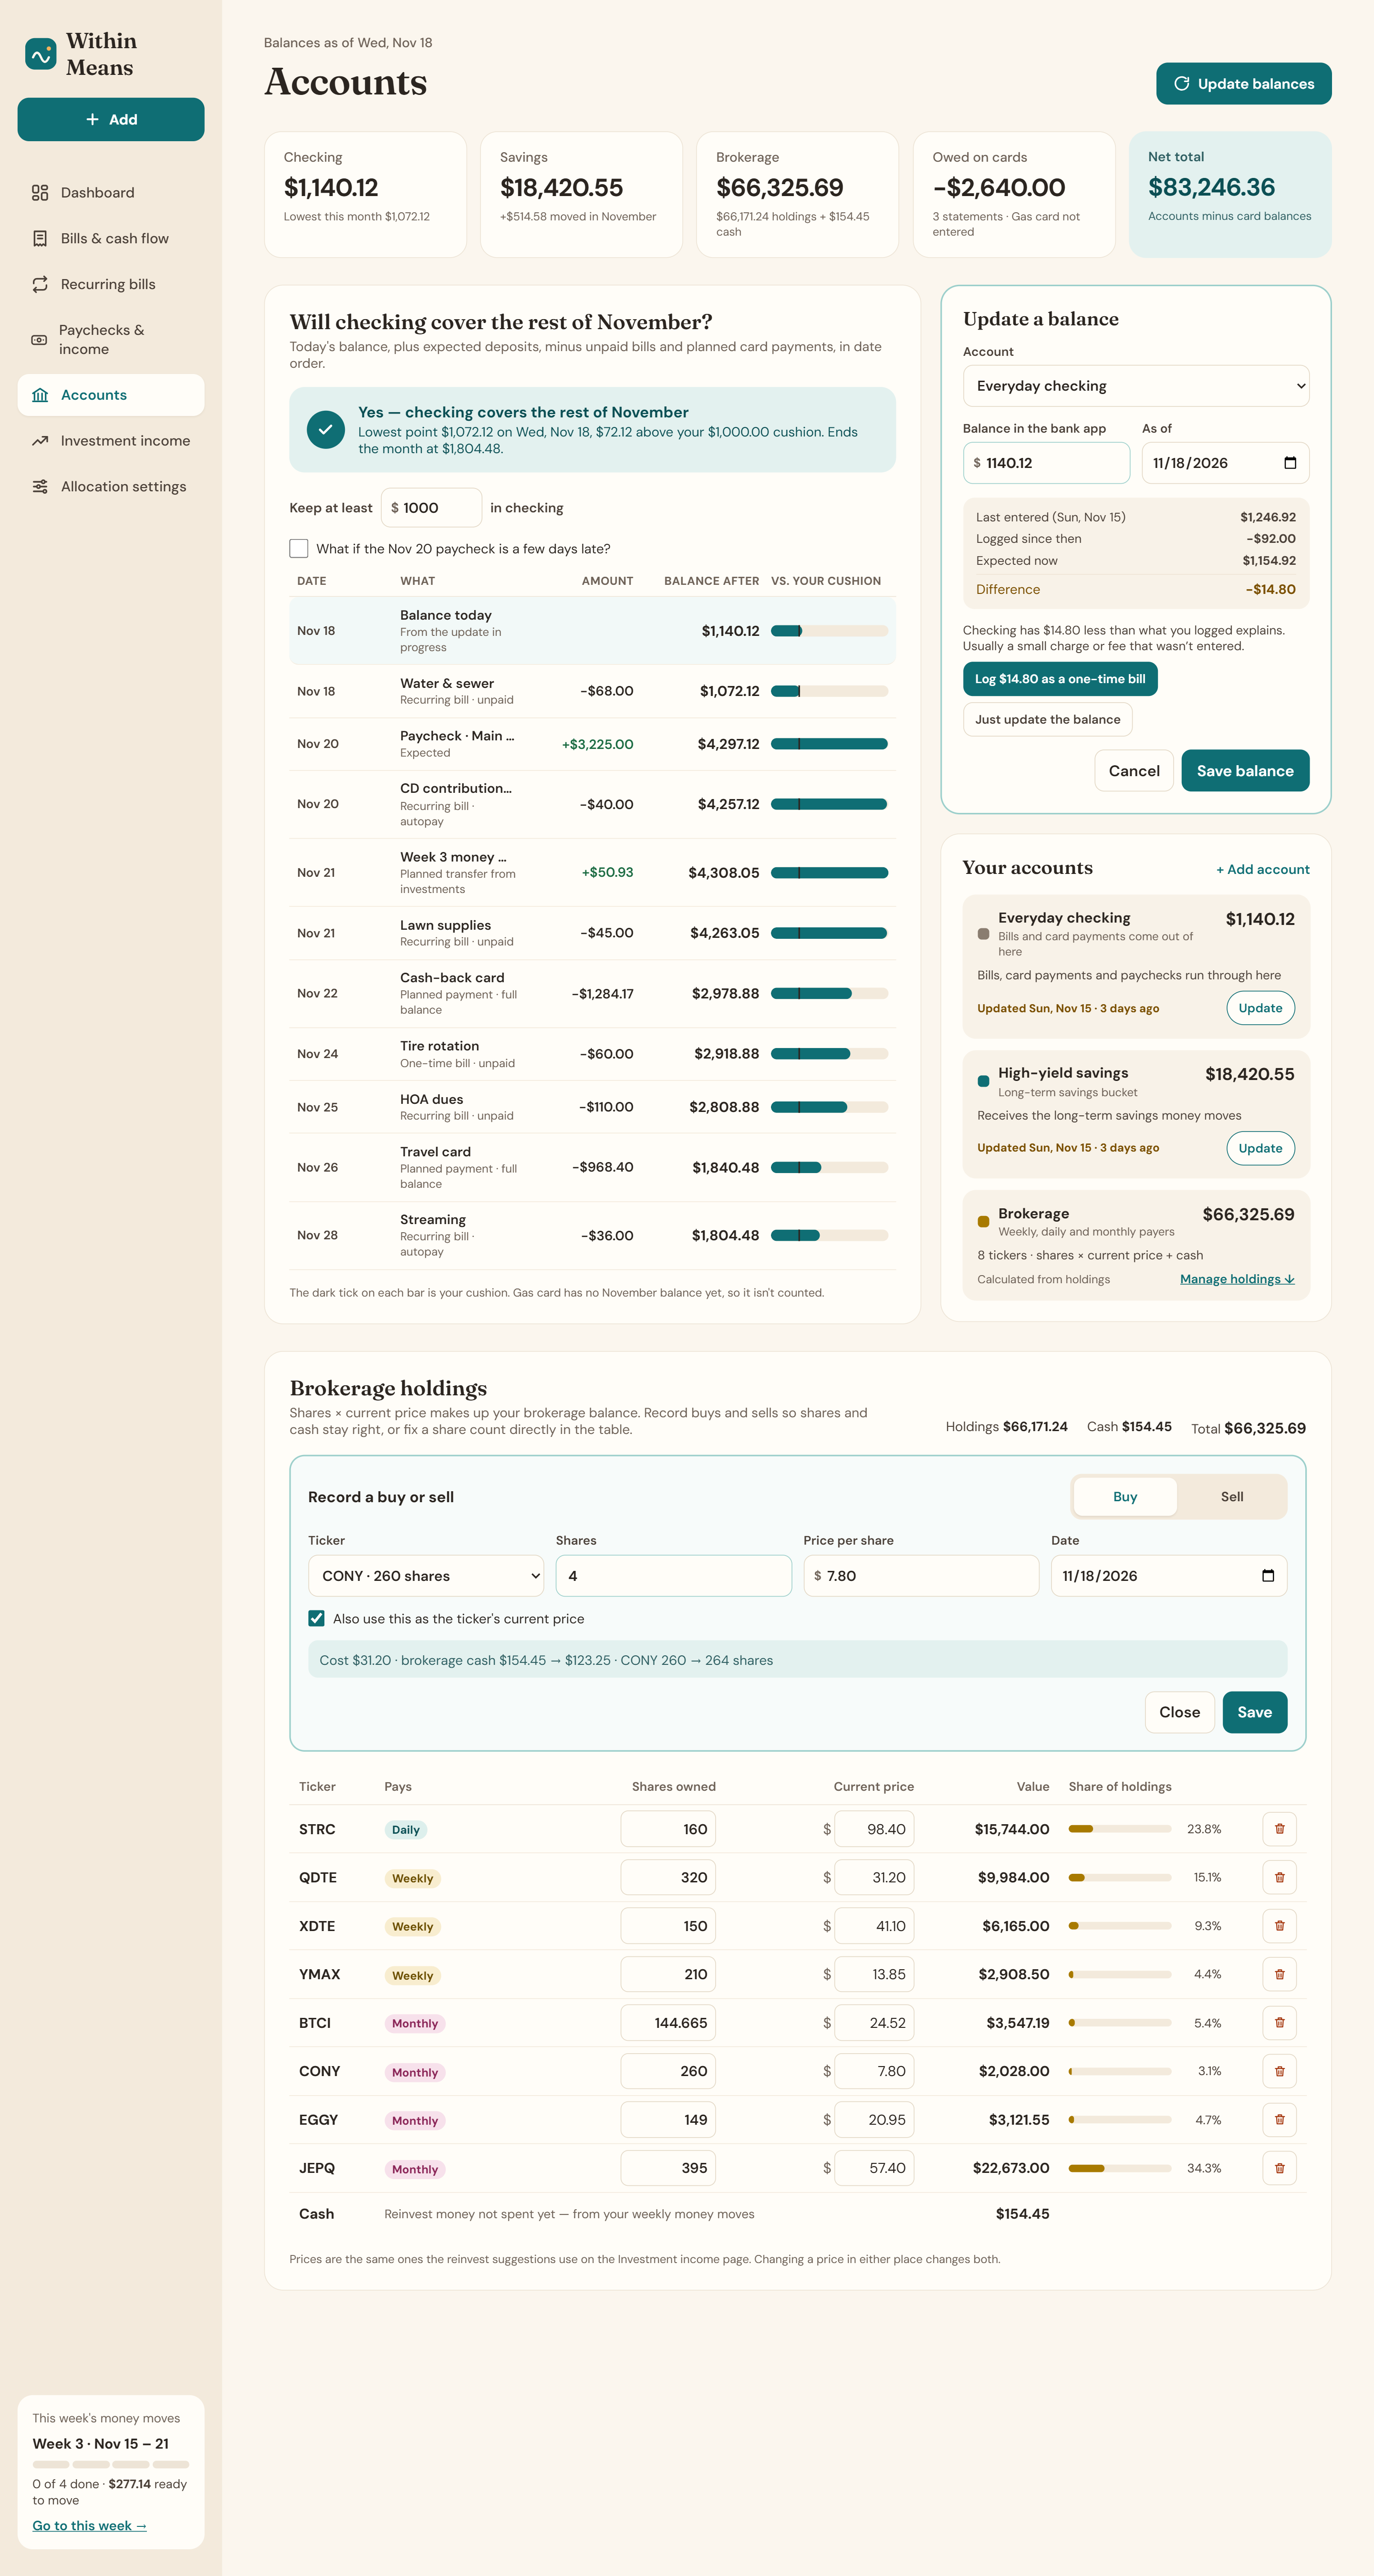 Within
Means
+ Add
Dashboard
Bills & cash flow
Recurring bills
Paychecks &
income
Accounts
Investment income
Allocation settings
This week's money moves
Week 3 · Nov 15 – 21
0 of 4 done · $277.14 ready
to move
Go to this week →
Balances as of Wed, Nov 18
Accounts
Update balances
Checking
$1,140.12
Lowest this month $1,072.12
Savings
$18,420.55
+$514.58 moved in November
Brokerage
$66,325.69
$66,171.24 holdings + $154.45
cash
Owed on cards
-$2,640.00
3 statements · Gas card not
entered
Net total
$83,246.36
Accounts minus card balances
Will checking cover the rest of November?
Today's balance, plus expected deposits, minus unpaid bills and planned card payments, in date
order.
Yes — checking covers the rest of November
Lowest point $1,072.12 on Wed, Nov 18, $72.12 above your $1,000.00 cushion. Ends
the month at $1,804.48.
Keep at least $ 1000 in checking
What if the Nov 20 paycheck is a few days late?
DATE WHAT AMOUNT BALANCE AFTER VS. YOUR CUSHION
Nov 18 Balance today $1,140.12
From the update in
progress
Nov 18 Water & sewer -$68.00 $1,072.12
Recurring bill · unpaid
Nov 20 Paycheck · Main ... +$3,225.00 $4,297.12
Expected
Nov 20 CD contribution... -$40.00 $4,257.12
Recurring bill ·
autopay
Nov 21 Week 3 money ... +$50.93 $4,308.05
Planned transfer from
investments
Nov 21 Lawn supplies -$45.00 $4,263.05
Recurring bill · unpaid
Nov 22 Cash-back card -$1,284.17 $2,978.88
Planned payment · full
balance
Nov 24 Tire rotation -$60.00 $2,918.88
One-time bill · unpaid
Nov 25 HOA dues -$110.00 $2,808.88
Recurring bill · unpaid
Nov 26 Travel card -$968.40 $1,840.48
Planned payment · full
balance
Nov 28 Streaming -$36.00 $1,804.48
Recurring bill ·
autopay
The dark tick on each bar is your cushion. Gas card has no November balance yet, so it isn't counted.
Update a balance
Account
Everyday checking
Balance in the bank app As of
$ 1140.12 11/18/2026
Last entered (Sun, Nov 15) $1,246.92
Logged since then -$92.00
Expected now $1,154.92
Difference -$14.80
Checking has $14.80 less than what you logged explains.
Usually a small charge or fee that wasn't entered.
Log $14.80 as a one-time bill
Just update the balance
Cancel Save balance
Your accounts + Add account
Everyday checking $1,140.12
Bills and card payments come out of
here
Bills, card payments and paychecks run through here
Updated Sun, Nov 15 · 3 days ago Update
High-yield savings $18,420.55
Long-term savings bucket
Receives the long-term savings money moves
Updated Sun, Nov 15 · 3 days ago Update
Brokerage $66,325.69
Weekly, daily and monthly payers
8 tickers · shares × current price + cash
Calculated from holdings Manage holdings ↓
Brokerage holdings
Shares × current price makes up your brokerage balance. Record buys and sells so shares and
cash stay right, or fix a share count directly in the table.
Holdings $66,171.24 Cash $154.45 Total $66,325.69
Record a buy or sell Buy Sell
Ticker Shares Price per share Date
CONY · 260 shares 4 $ 7.80 11/18/2026
Also use this as the ticker's current price
Cost $31.20 · brokerage cash $154.45 → $123.25 · CONY 260 → 264 shares
Close Save
Ticker Pays Shares owned Current price Value Share of holdings
STRC Daily 160 $ 98.40 $15,744.00 23.8%
QDTE Weekly 320 $ 31.20 $9,984.00 15.1%
XDTE Weekly 150 $ 41.10 $6,165.00 9.3%
YMAX Weekly 210 $ 13.85 $2,908.50 4.4%
BTCI Monthly 144.665 $ 24.52 $3,547.19 5.4%
CONY Monthly 260 $ 7.80 $2,028.00 3.1%
EGGY Monthly 149 $ 20.95 $3,121.55 4.7%
JEPQ Monthly 395 $ 57.40 $22,673.00 34.3%
Cash Reinvest money not spent yet — from your weekly money moves $154.45
Prices are the same ones the reinvest suggestions use on the Investment income page. Changing a price in either place changes both.